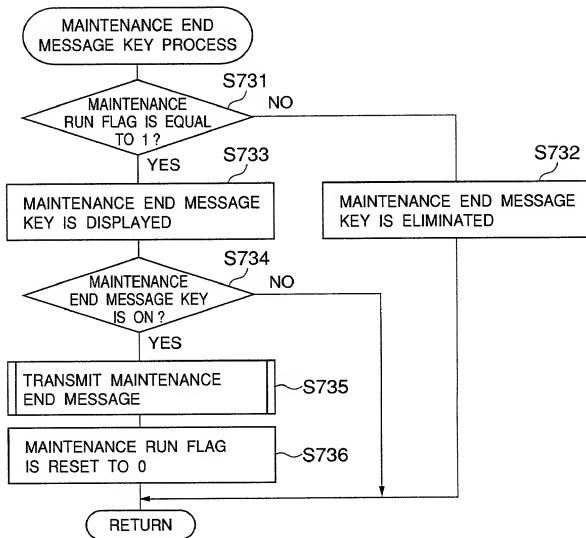 MAINTENANCE END
MESSAGE KEY PROCESS
S731
MAINTENANCE
RUN FLAG IS EQUAL
TO 1?
NO
YES
S733
MAINTENANCE END MESSAGE
KEY IS DISPLAYED
S732
MAINTENANCE END MESSAGE
KEY IS ELIMINATED
S734
MAINTENANCE
END MESSAGE KEY
IS ON?
NO
YES
TRANSMIT MAINTENANCE
END MESSAGE
S735
MAINTENANCE RUN FLAG
IS RESET TO 0
S736
RETURN